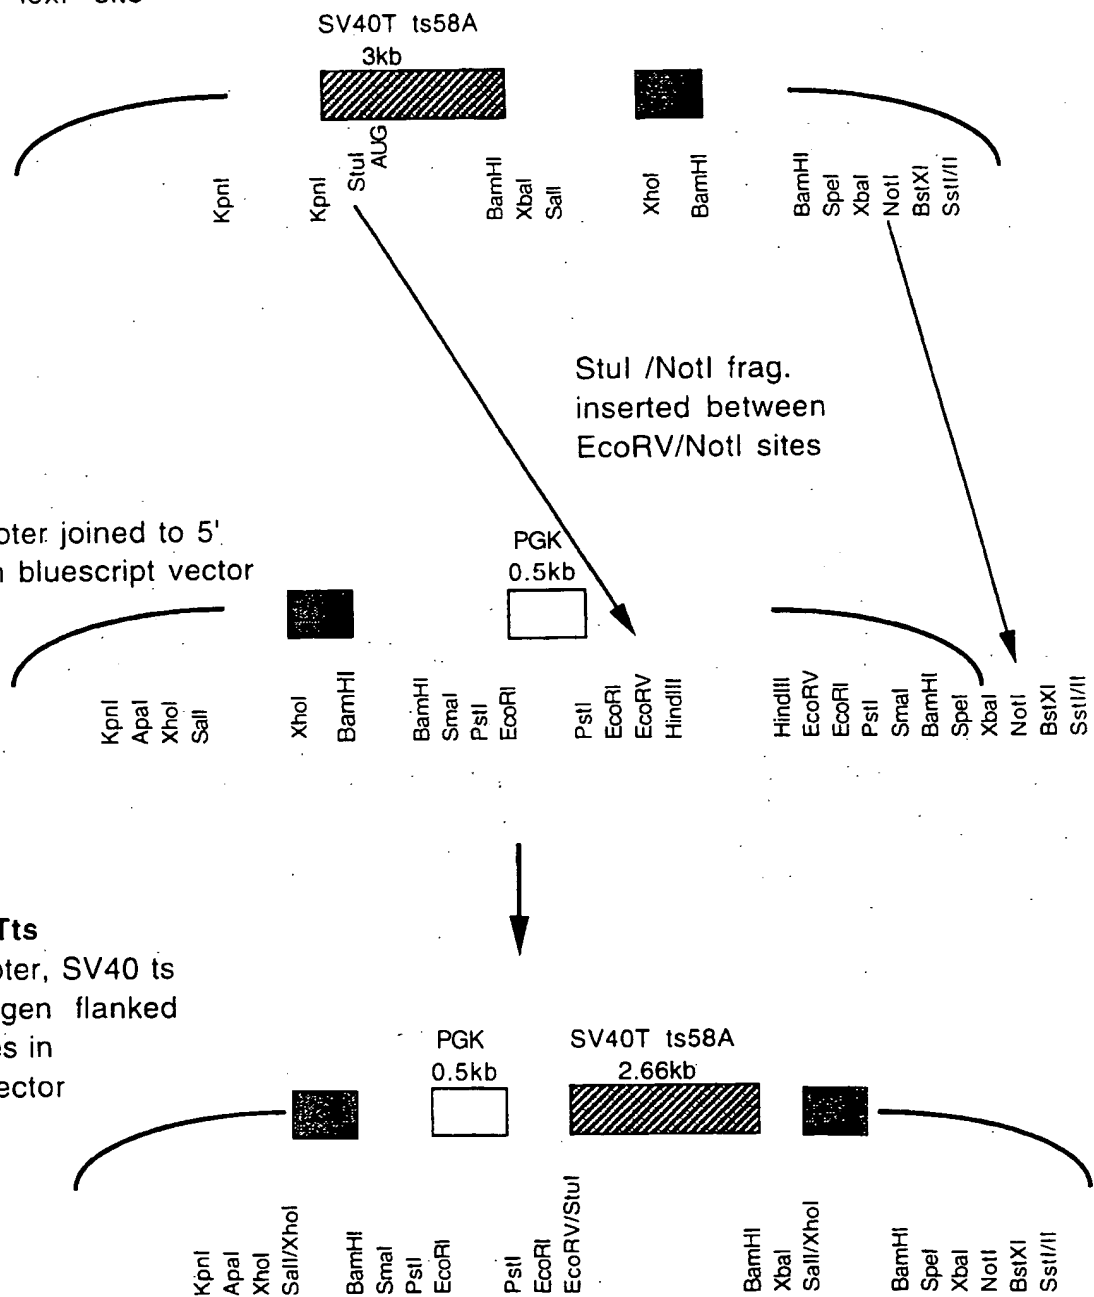 SV40T ts58A
3kb
KpnI
KpnI
StuI
AUG
BamHI
XbaI
SalI
XhoI
BamHI
BamHI
SpeI
XbaI
NotI
BstXI
SstI/II
StuI /NotI frag.
inserted between
EcoRV/NotI sites
oter joined to 5'
n bluescript vector
PGK
0.5kb
KpnI
ApaI
XhoI
SalI
XhoI
BamHI
BamHI
SmaI
PstI
EcoRI
PstI
EcoRI
EcoRV
HindIII
HindIII
EcoRV
EcoRI
PstI
SmaI
BamHI
SpeI
XbaI
NotI
BstXI
SstI/II
Tts
oter, SV40 ts
gen flanked
es in
ector
PGK
0.5kb
SV40T ts58A
2.66kb
KpnI
ApaI
XhoI
SalI/XhoI
BamHI
SmaI
PstI
EcoRI
PstI
EcoRI
EcoRV/StuI
BamHI
XbaI
SalI/XhoI
BamHI
SpeI
XbaI
NotI
BstXI
SstI/II